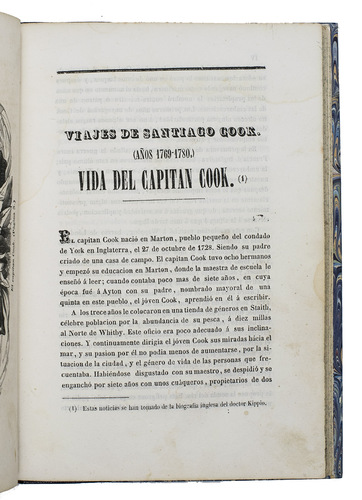 VIAJES DE SANTIAGO COOK.
(AÑOS 1769-1780.)
VIDA DEL CAPITAN COOK. (1)
El capitan Cook nació en Marton, pueblo pequeño del condado
de York en Inglaterra, el 27 de octubre de 1728. Siendo su padre
criado de una casa de campo. El capitan Cook tuvo ocho hermanos
y empezó su educacion en Marton, donde la maestra de escuela le
enseñó á leer; cuando contaba poco mas de siete años, en cuya
época fué á Ayton con su padre, nombrado mayoral de una
quinta en este pueblo, el jóven Cook, aprendió en él á escribir.
A los trece años le colocaron en una tienda de géneros en Staith,
célebre poblacion por la abundancia de su pesca, á diez millas
al Norte de Whitby. Este oficio era poco adecuado á sus inclina-
ciones. Y continuamente dirigia el jóven Cook sus miradas hácia el
mar, y su pasion por él no podia menos de aumentarse, por la si-
tuacion de la ciudad, y el género de vida de las personas que fre-
cuentaba. Habiéndose disgustado con su maestro, se despidió y se
enganchó por siete años con unos culqueros, propietarios de dos
(1) Estas noticias se han tomado de la biografía inglesa del doctor Kippio.